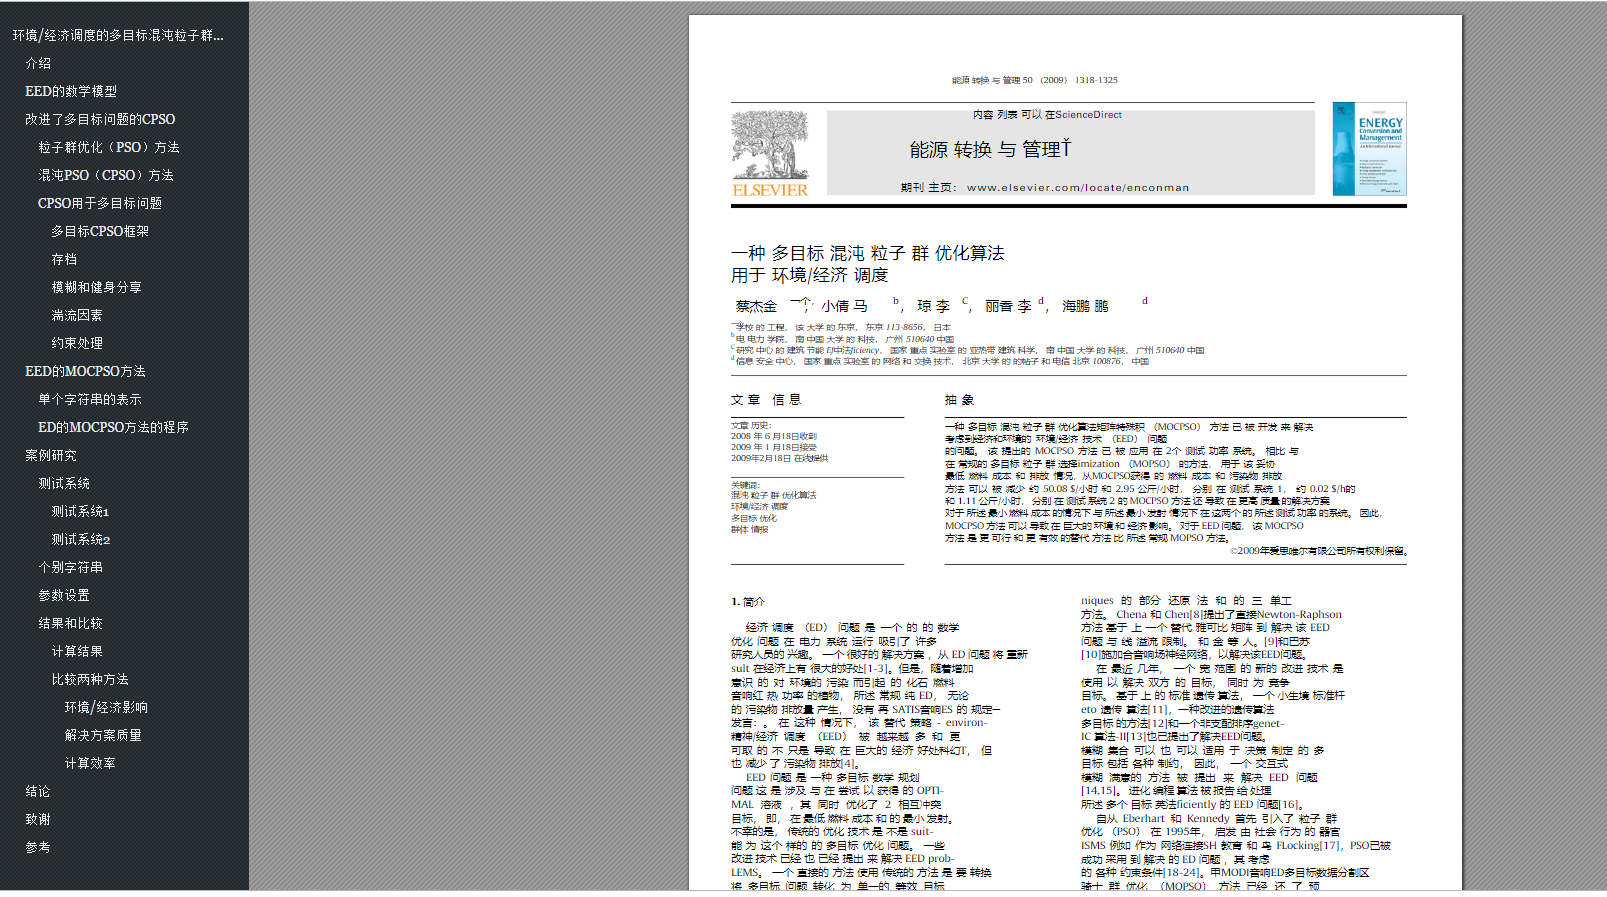 环境/经济调度的多目标混沌粒子群...
介绍
EED的数学模型
改进了多目标问题的CPSO
粒子群优化（PSO）方法
混沌PSO（CPSO）方法
CPSO用于多目标问题
多目标CPSO框架
存档
模糊和健身分享
湍流因素
约束处理
EED的MOCPSO方法
单个字符串的表示
ED的MOCPSO方法的程序
案例研究
测试系统
测试系统1
测试系统2
个别字符串
参数设置
结果和比较
计算结果
比较两种方法
环境/经济影响
解决方案质量
计算效率
结论
致谢
参考
能源 转换 与 管理 50 （2009） 1318-1325
内容 列表 可以 在ScienceDirect
能源 转换 与 管理Ť
期刊 主页： www.elsevier.com/locate/enconman
ELSEVIER
ENERGY
Conversion and
Management
一种 多目标 混沌 粒子 群 优化算法
用于 环境/经济 调度
蔡杰金 一个， 小倩 马 b， 琼 李 C， 丽香 李 d， 海鹏 鹏 d
学校 的 工程， 该 大学 的 东京， 东京 113-8656， 日本
b 电 电力 学院， 南 中国 大学 的 科技， 广州 510640 中国
c 研究 中心 的 建筑 节能 Ef中法ficiency， 国家 重点 实验室 的 亚热带 建筑 科学， 南 中国 大学 的 科技， 广州 510640 中国
d 信息 安全 中心， 国家 重点 实验室 的 网络 和 交换 技术， 北京 大学 的 的帖子 和 电信 北京 100876， 中国
文 章 信 息
文章 历史：
2008 年 6 月18日收到
2009 年 1 月18日接受
2009年2月18日 在线提供
关键词：
混沌 粒子 群 优化算法
环境/经济 调度
多目标 优化
群体 情报
抽 象
一种 多目标 混沌 粒子 群 优化算法矩阵特殊积 （MOCPSO） 方法 已 被 开发 来 解决
考虑到经济和环境的 环境/经济 技术 （EED） 问题
的问题。 该 提出的 MOCPSO 方法 已 被 应用 在 2个 测试 功率 系统。 相比 与
在 常规的 多目标 粒子 群 选择imization （MOPSO） 的方法， 用于 该 妥协
最低 燃料 成本 和 排放 情况，从MOCPSO获得 的 燃料 成本 和 污染物 排放
方法 可以 被 减少 约 50.08 $/小时 和 2.95 公斤/小时， 分别 在 测试 系统 1， 约 0.02 $/h的
和 1.11 公斤/小时， 分别 在 测试 系统 2 的 MOCPSO 方法 还 导致 在 更高 质量 的解决方案
对于 所述 最小 燃料 成本 的情况下 与 所述 最小 发射 情况下 在 这两个 的 所述 测试 功率 的系统。 因此，
MOCPSO 方法 可以 导致 在 巨大的 环境 和 经济 影响。 对于 EED 问题， 该 MOCPSO
方法 是 更 可行 和 更 有效 的替代 方法 比 所述 常规 MOPSO 方法。
©2009年爱思唯尔有限公司所有权利保留。
1. 简介
经济 调度 （ED） 问题 是 一个 的 的 数学
优化 问题 在 电力 系统 运行 吸引了 许多
研究人员的 兴趣。 一个很好的 解决方案 ，从 ED 问题 将 重新
sult 在经济上有 很大的好处[1-3]。但是，随着增加
意识 的 对 环境的 污染 而引起 的 化石 燃料
音响红 热 功率 的植物， 所述 常规 纯 ED， 无论
的 污染物 排放量 产生， 没有 再 SATIS音响ES 的 规定一
发言：。 在 这种 情况下， 该 替代 策略 - environ-
精神/经济 调度 （EED） 被 越来越 多 和 更
可取 的 不 只是 导致 在 巨大的 经济 好处科幻T， 但
也 减少 了 污染物 排放[4]。
EED 问题 是 一种 多目标 数学 规划
问题 这 是 涉及 与 在 尝试 以 获得 的 OPTI-
MAL 溶液 ，其 同时 优化了 2 相互冲突
目标， 即， 在 最低 燃料 成本 和 的 最小 发射。
不幸的是， 传统的 优化 技术 是 不是 suit-
能 为 这个 样的 的 多目标 优化 问题。 一些
改进 技术 已经 也 已经 提出 来 解决 EED prob-
LEMS。 一个 直接的 方法 使用 传统的 方法 是 要 转换
将 多目标 问题 转化 为 单一的 等效 目标
niques 的 部分 还原 法 和 的 三 单工
方法。 Chena 和 Chen[8]提出了直接Newton-Raphson
方法 基于 上 一个 替代 雅可比 矩阵 到 解决 该 EED
问题 与 线 溢流 限制。 和 金 等 人。[9]和巴苏
[10]施加合音响场神经网络，以解决该EED问题。
在 最近 几年， 一个 宽 范围 的 新的 改进 技术 是
使用 以 解决 双方 的 目标， 同时 为 竞争
目标。 基于 上 的 标准 遗传 算法， 一个 小生境 标准杆
eto 遗传 算法[11]，一种改进的遗传算法
多目标 的方法[12]和一个非支配排序genet-
IC 算法-II[13]也已提出了解决EED问题。
模糊 集合 可以 也 可以 适用 于 决策 制定 的 多
目标 包括 各种 制约， 因此， 一个 交互式
模糊 满意的 方法 被 提出 来 解决 EED 问题
[14,15]。 进化 编程 算法 被 报告 给 处理
所述 多个 目标 英法ficiently 的 EED 问题[16]。
自从 Eberhart 和 Kennedy 首先 引入了 粒子 群
优化 （PSO） 在 1995年， 启发 由 社会 行为 的 器官
ISMS 例如 作为 网络连接SH 教育 和 鸟 FLocking[17]，PSO已被
成功 采用 到 解决 的 ED 问题 ，其 考虑
的 各种 约束条件[18-24]。甲MODI音响ED多目标数据分割区
骑士 群 优化 （MOPSO） 方法 已经 还 了 预